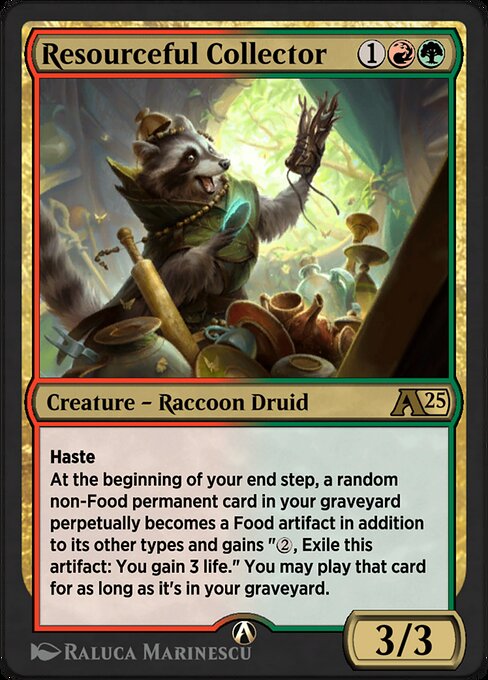 Resourceful Collector 1
Creature – Raccoon Druid A25
Haste
At the beginning of your end step, a random
non-Food permanent card in your graveyard
perpetually becomes a Food artifact in addition
to its other types and gains "2, Exile this
artifact: You gain 3 life." You may play that card
for as long as it's in your graveyard.
3/3
Raluca Marinescu